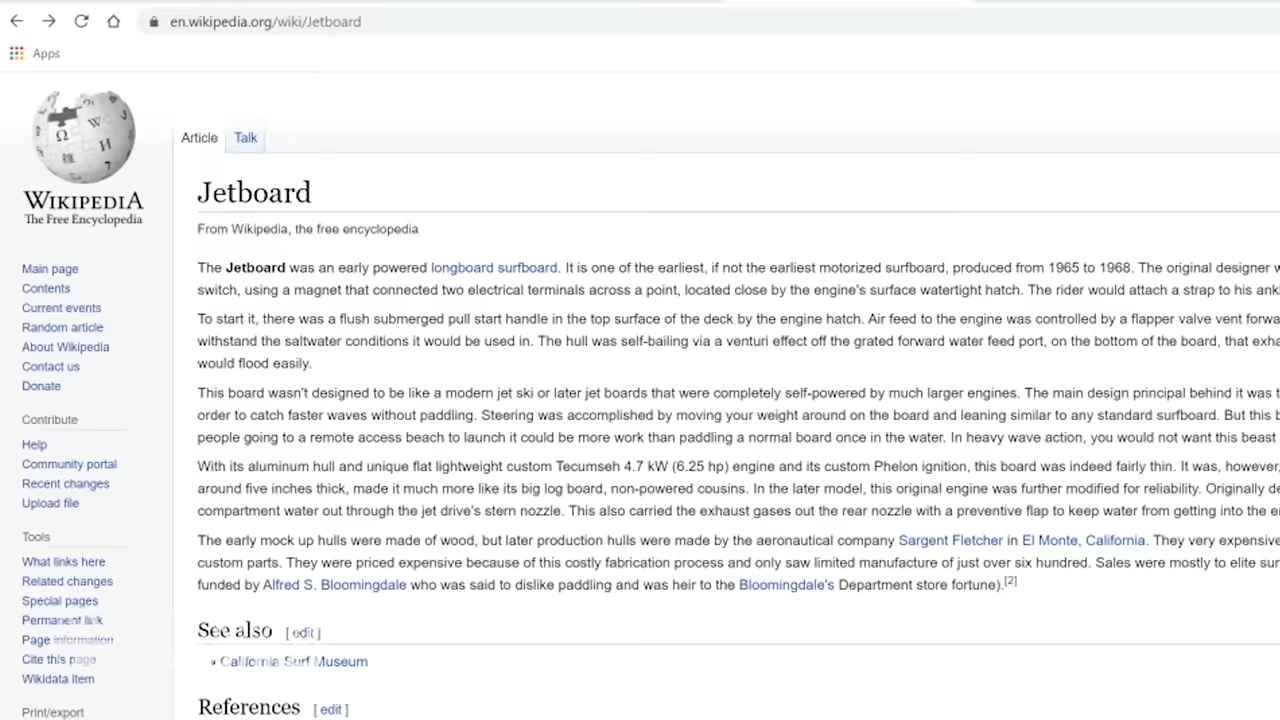 en.wikipedia.org/wiki/Jetboard
Apps
WIKIPEDIA
The Free Encyclopedia
Article Talk
Jetboard
From Wikipedia, the free encyclopedia
The Jetboard was an early powered longboard surfboard. It is one of the earliest, if not the earliest motorized surfboard, produced from 1965 to 1968. The original designer
switch, using a magnet that connected two electrical terminals across a point, located close by the engine's surface watertight hatch. The rider would attach a strap to his
To start it, there was a flush submerged pull start handle in the top surface of the deck by the engine hatch. Air feed to the engine was controlled by a flapper valve vent
withstand the saltwater conditions it would be used in. The hull was self-bailing via a venturi effect off the grated forward water feed port, on the bottom of the board, that
would flood easily.
This board wasn't designed to be like a modern jet ski or later jet boards that were completely self-powered by much larger engines. The main design principal behind it was
order to catch faster waves without paddling. Steering was accomplished by moving your weight around on the board and leaning similar to any standard surfboard. But this
people going to a remote access beach to launch it could be more work than paddling a normal board once in the water. In heavy wave action, you would not want this beast
With its aluminum hull and unique flat lightweight custom Tecumseh 4.7 kW (6.25 hp) engine and its custom Phelon ignition, this board was indeed fairly thin. It was, however,
around five inches thick, made it much more like its big log board, non-powered cousins. In the later model, this original engine was further modified for reliability. Originally
compartment water out through the jet drive's stern nozzle. This also carried the exhaust gases out the rear nozzle with a preventive flap to keep water from getting into the
The early mock up hulls were made of wood, but later production hulls were made by the aeronautical company Sargent Fletcher in El Monte, California. They very expensive
custom parts. They were priced expensive because of this costly fabrication process and only saw limited manufacture of just over six hundred. Sales were mostly to elite
funded by Alfred S. Bloomingdale who was said to dislike paddling and was heir to the Bloomingdale's Department store fortune).[2]
See also [ edit ]
California Surf Museum
References [ edit ]
Main page
Contents
Current events
Random article
About Wikipedia
Contact us
Donate
Contribute
Help
Community portal
Recent changes
Upload file
Tools
What links here
Related changes
Special pages
Permanent link
Page information
Cite this page
Wikidata item
Print/export